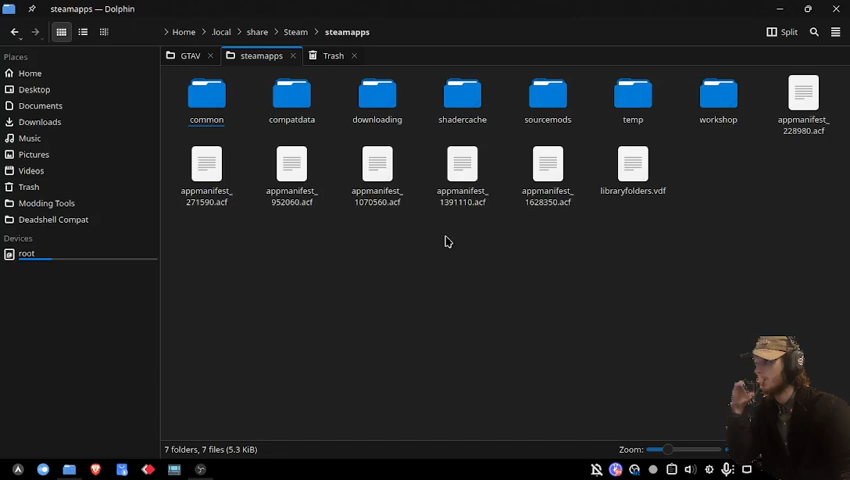 steamapps — Dolphin
Home > .local > share > Steam > steamapps
Split
Places
Home
Desktop
Documents
Downloads
Music
Pictures
Videos
Trash
Modding Tools
Deadshell Compat
Devices
root
GTAV
steamapps
Trash
common
compatdata
downloading
shadercache
sourcemods
temp
workshop
appmanifest_
228980.acf
appmanifest_
271590.acf
appmanifest_
952060.acf
appmanifest_
1070560.acf
appmanifest_
1391110.acf
appmanifest_
1628350.acf
libraryfolders.vdf
7 folders, 7 files (5.3 KiB)
Zoom: